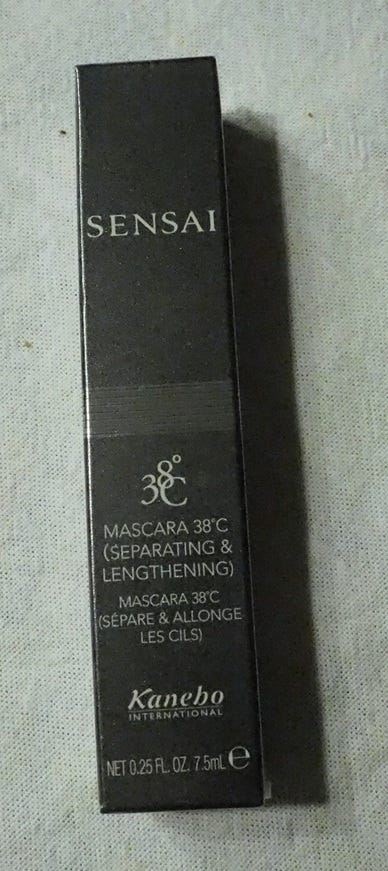 SENSAI
38°C
MASCARA 38°C
(SEPARATING &
LENGTHENING)
MASCARA 38°C
(SÉPARE & ALLONGE
LES CILS)
Kanebo
INTERNATIONAL
NET 0.25 FL. OZ. 7.5mL ℮